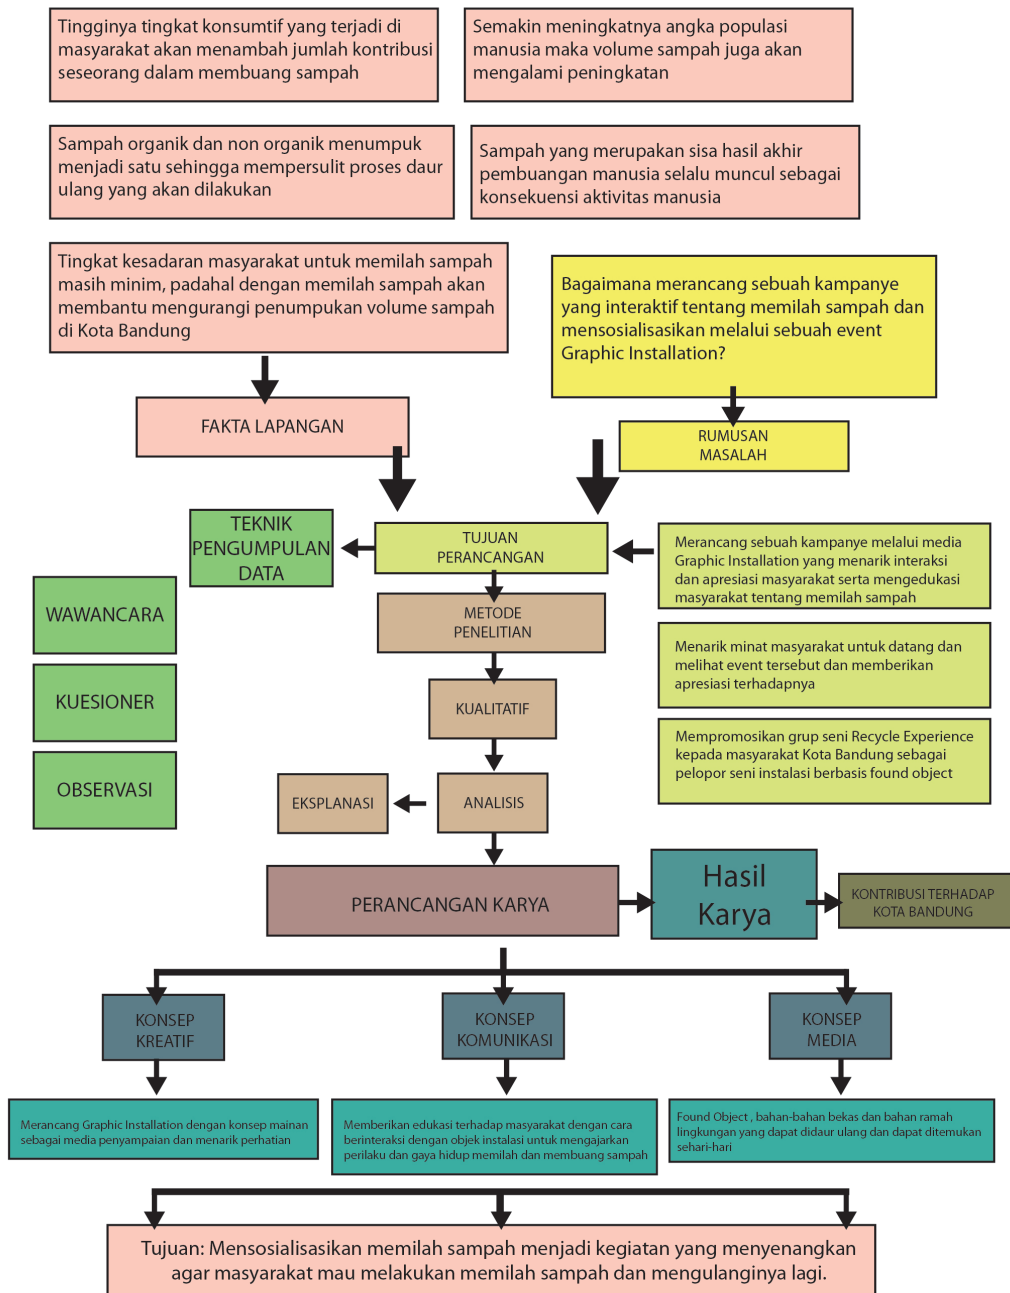 Tingginya tingkat konsumtif yang terjadi di
masyarakat akan menambah jumlah kontribusi
seseorang dalam membuang sampah
Semakin meningkatnya angka populasi
manusia maka volume sampah juga akan
mengalami peningkatan
Sampah organik dan non organik menumpuk
menjadi satu sehingga mempersulit proses daur
ulang yang akan dilakukan
Sampah yang merupakan sisa hasil akhir
pembuangan manusia selalu muncul sebagai
konsekuensi aktivitas manusia
Tingkat kesadaran masyarakat untuk memilah sampah
masih minim, padahal dengan memilah sampah akan
membantu mengurangi penumpukan volume sampah
di Kota Bandung
Bagaimana merancang sebuah kampanye
yang interaktif tentang memilah sampah dan
mensosialisasikan melalui sebuah event
Graphic Installation?
FAKTA LAPANGAN
RUMUSAN
MASALAH
TEKNIK
PENGUMPULAN
DATA
TUJUAN
PERANCANGAN
Merancang sebuah kampanye melalui media
Graphic Installation yang menarik interaksi
dan apresiasi masyarakat serta mengedukasi
masyarakat tentang memilah sampah
WAWANCARA
METODE
PENELITIAN
Menarik minat masyarakat untuk datang dan
melihat event tersebut dan memberikan
apresiasi terhadapnya
KUESIONER
KUALITATIF
Mempromosikan grup seni Recycle Experience
kepada masyarakat Kota Bandung sebagai
pelopor seni instalasi berbasis found object
OBSERVASI
EKSPLANASI
ANALISIS
PERANCANGAN KARYA
Hasil
Karya
KONTRIBUSI TERHADAP
KOTA BANDUNG
KONSEP
KREATIF
KONSEP
KOMUNIKASI
KONSEP
MEDIA
Merancang Graphic Installation dengan konsep mainan
sebagai media penyampaian dan menarik perhatian
Memberikan edukasi terhadap masyarakat dengan cara
berinteraksi dengan objek instalasi untuk mengajarkan
perilaku dan gaya hidup memilah dan membuang sampah
Found Object , bahan-bahan bekas dan bahan ramah
lingkungan yang dapat didaur ulang dan dapat ditemukan
sehari-hari
Tujuan: Mensosialisasikan memilah sampah menjadi kegiatan yang menyenangkan
agar masyarakat mau melakukan memilah sampah dan mengulanginya lagi.